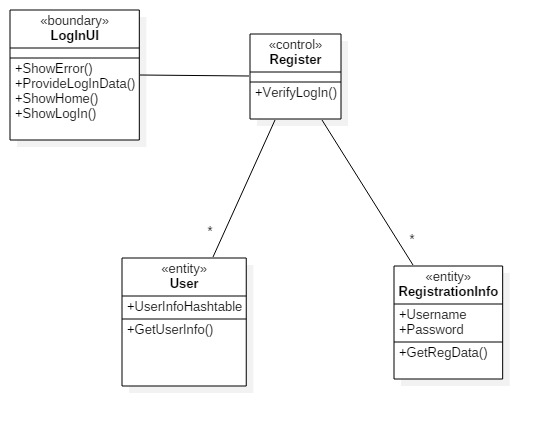 «boundary»
LogInUI
+ShowError()
+ProvideLogInData()
+ShowHome()
+ShowLogIn()
«control»
Register
+VerifyLogIn()
*
*
«entity»
User
+UserInfoHashtable
+GetUserInfo()
«entity»
RegistrationInfo
+Username
+Password
+GetRegData()